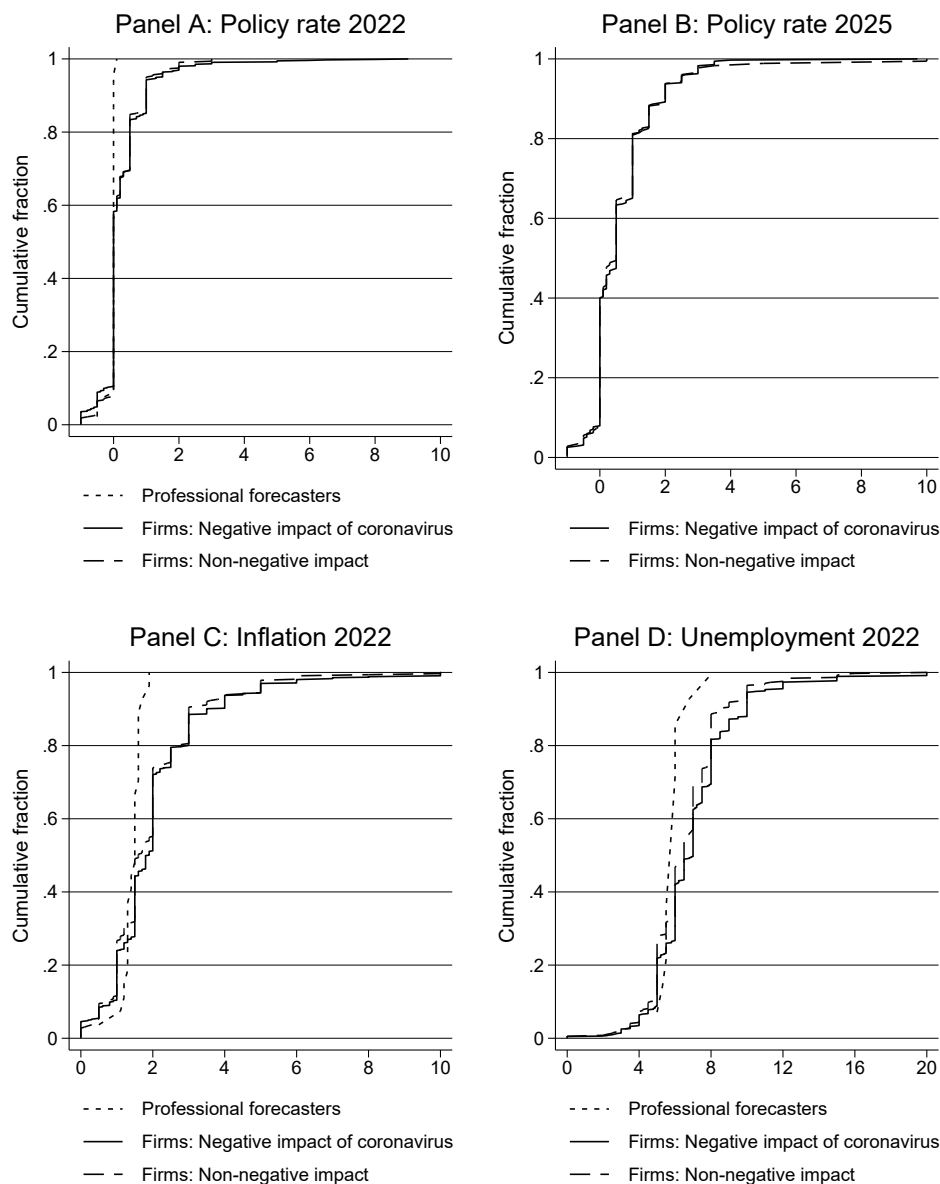 Panel A: Policy rate 2022
1
.8
.6
.4
.2
0
Cumulative fraction
0 2 4 6 8 10
Professional forecasters
Firms: Negative impact of coronavirus
Firms: Non-negative impact
Panel B: Policy rate 2025
1
.8
.6
.4
.2
0
Cumulative fraction
0 2 4 6 8 10
Firms: Negative impact of coronavirus
Firms: Non-negative impact
Panel C: Inflation 2022
1
.8
.6
.4
.2
0
Cumulative fraction
0 2 4 6 8 10
Professional forecasters
Firms: Negative impact of coronavirus
Firms: Non-negative impact
Panel D: Unemployment 2022
1
.8
.6
.4
.2
0
Cumulative fraction
0 4 8 12 16 20
Professional forecasters
Firms: Negative impact of coronavirus
Firms: Non-negative impact